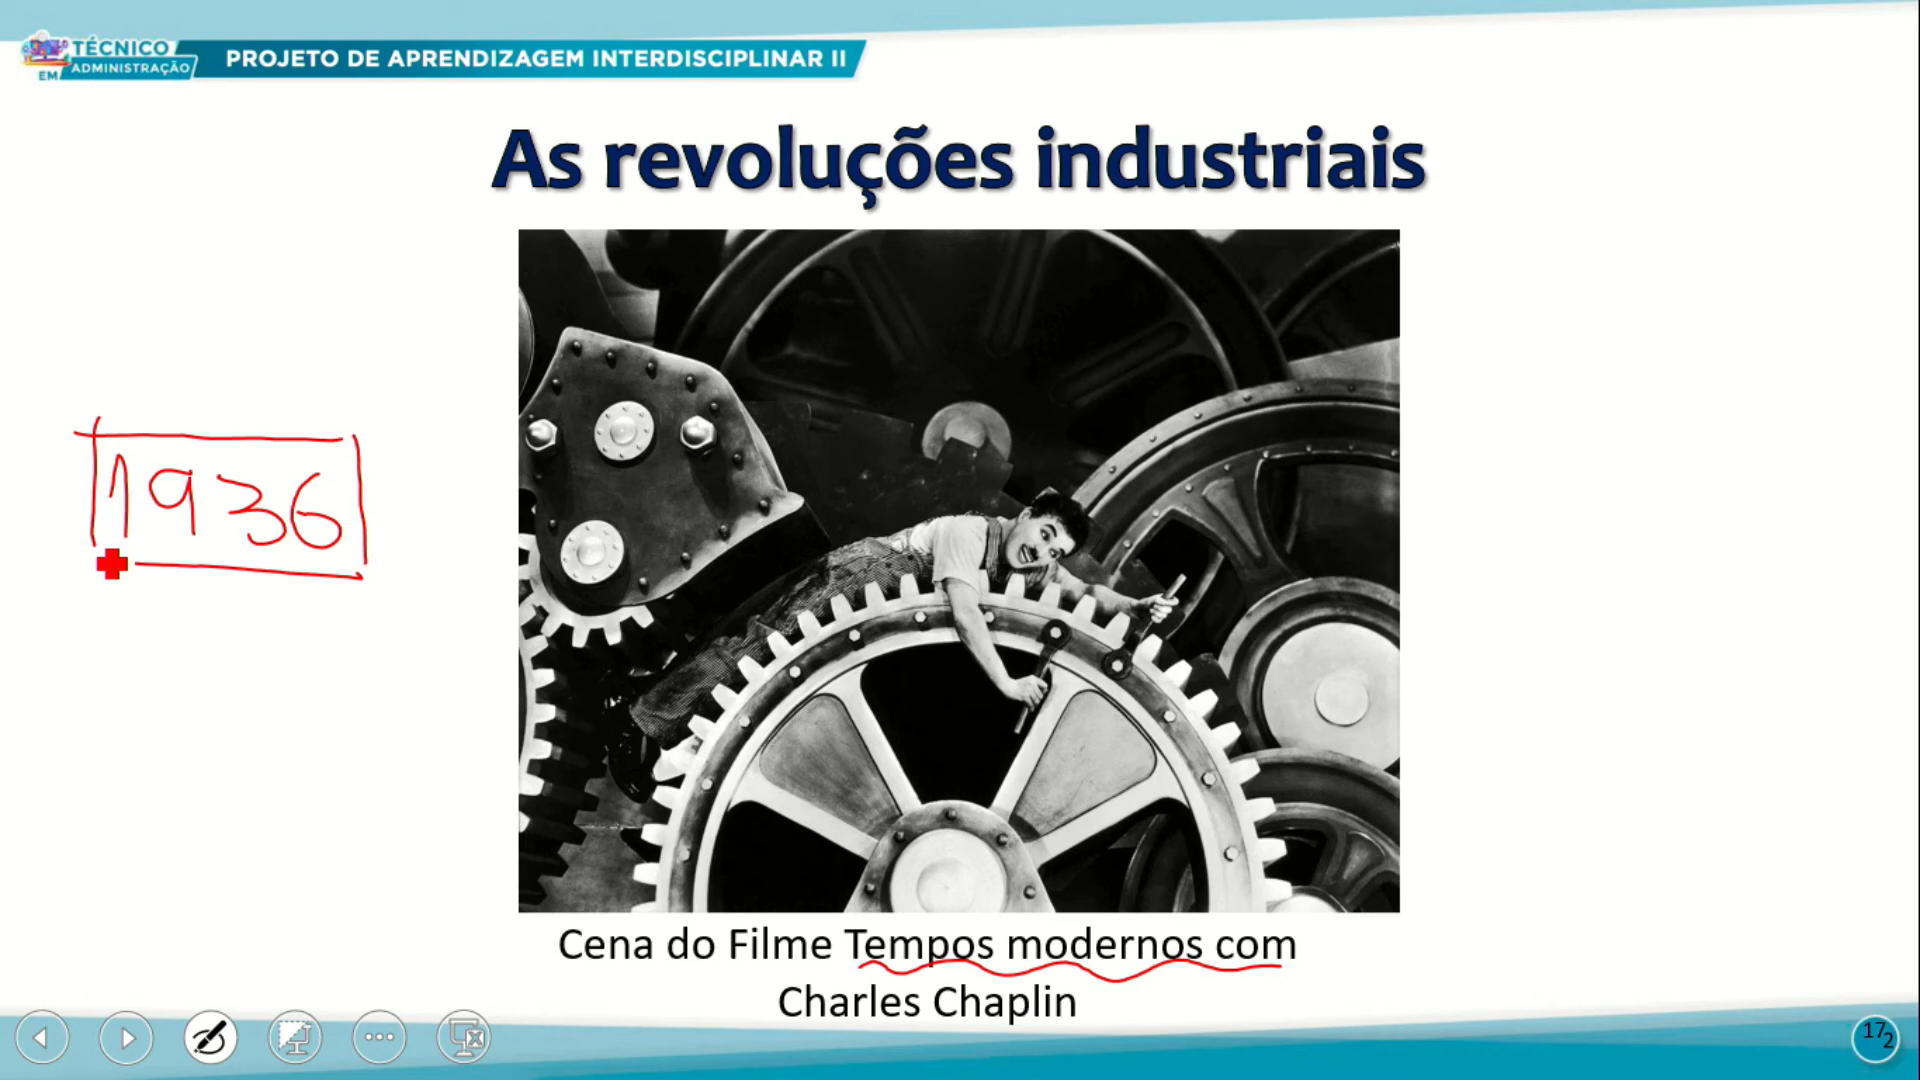 TÉCNICO
EM ADMINISTRAÇÃO
PROJETO DE APRENDIZAGEM INTERDISCIPLINAR II
As revoluções industriais
1936
Cena do Filme Tempos modernos com
Charles Chaplin
172